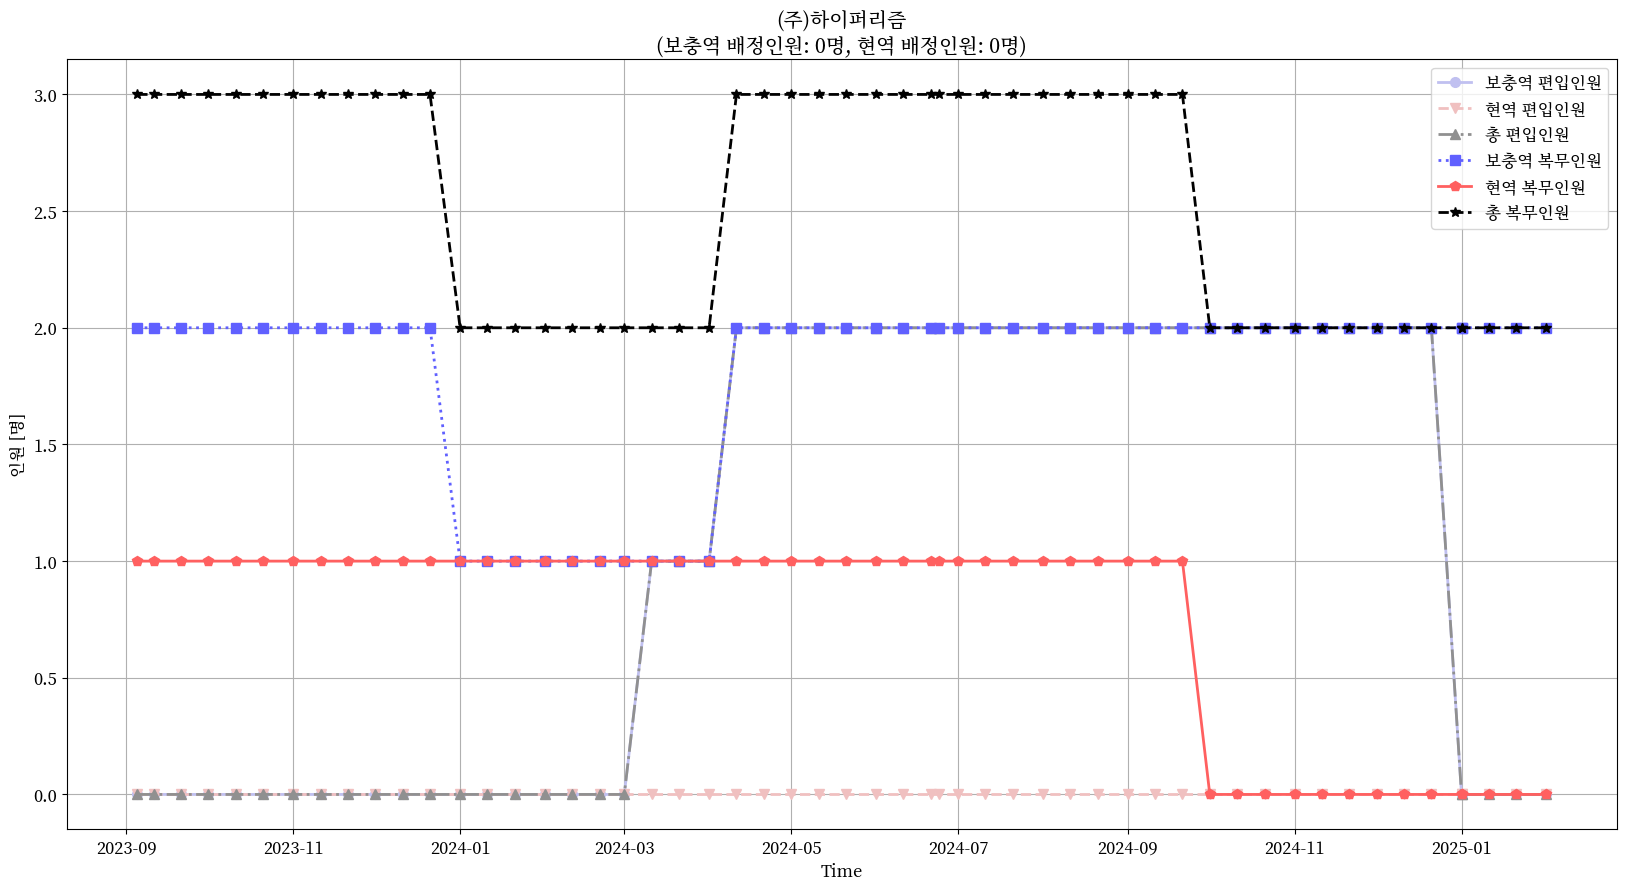 (주)하이퍼리즘
(보충역 배정인원: 0명, 현역 배정인원: 0명)
보충역 편입인원
현역 편입인원
총 편입인원
보충역 복무인원
현역 복무인원
총 복무인원
인원 [명]
3.0
2.5
2.0
1.5
1.0
0.5
0.0
2023-09
2023-11
2024-01
2024-03
2024-05
2024-07
2024-09
2024-11
2025-01
Time